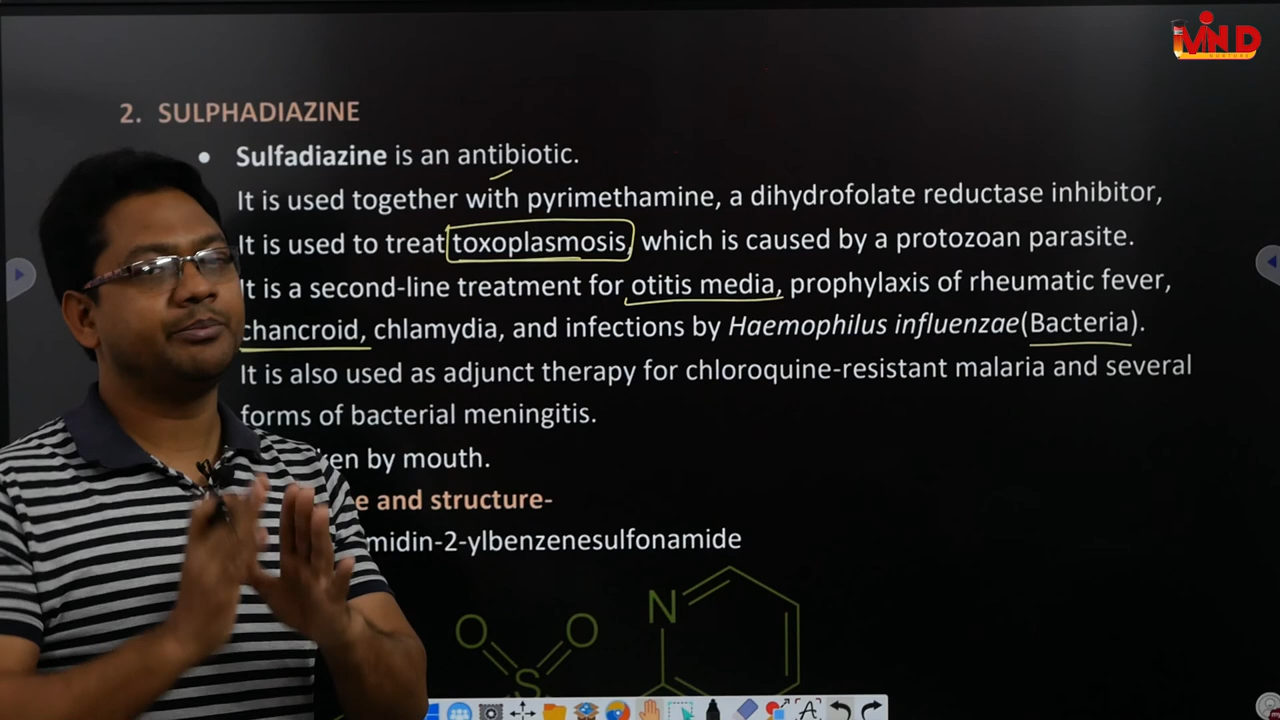 MIND
2. SULPHADIAZINE
• Sulfadiazine is an antibiotic.
It is used together with pyrimethamine, a dihydrofolate reductase inhibitor,
It is used to treat toxoplasmosis, which is caused by a protozoan parasite.
It is a second-line treatment for otitis media, prophylaxis of rheumatic fever,
chancroid, chlamydia, and infections by Haemophilus influenzae(Bacteria).
It is also used as adjunct therapy for chloroquine-resistant malaria and several
forms of bacterial meningitis.
by mouth.
and structure-
midin-2-ylbenzenesulfonamide
O O N
S